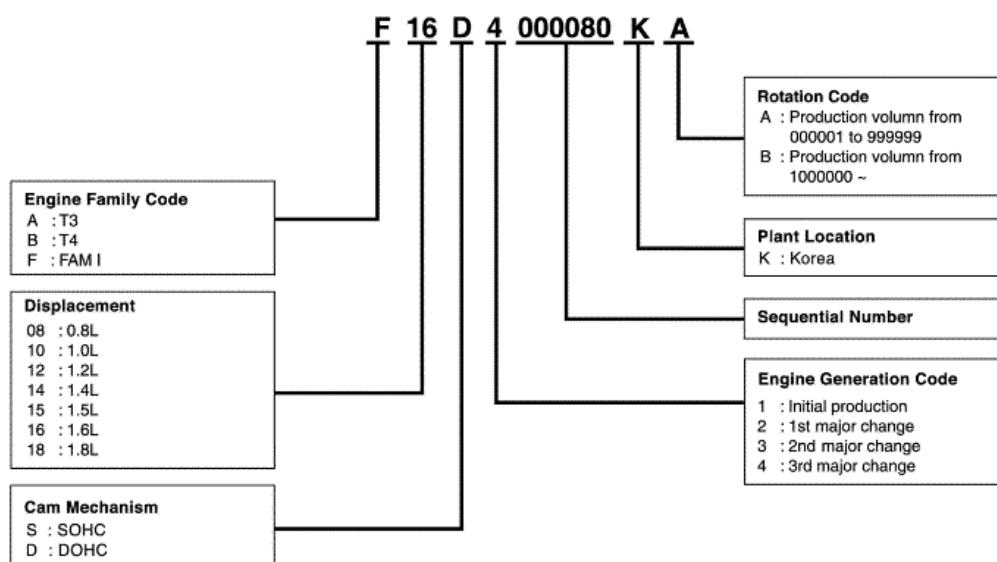 F 16 D 4 000080 K A
Engine Family Code
A : T3
B : T4
F : FAM I
Displacement
08 : 0.8L
10 : 1.0L
12 : 1.2L
14 : 1.4L
15 : 1.5L
16 : 1.6L
18 : 1.8L
Cam Mechanism
S : SOHC
D : DOHC
Rotation Code
A : Production volumn from
000001 to 999999
B : Production volumn from
1000000 ~
Plant Location
K : Korea
Sequential Number
Engine Generation Code
1 : Initial production
2 : 1st major change
3 : 2nd major change
4 : 3rd major change